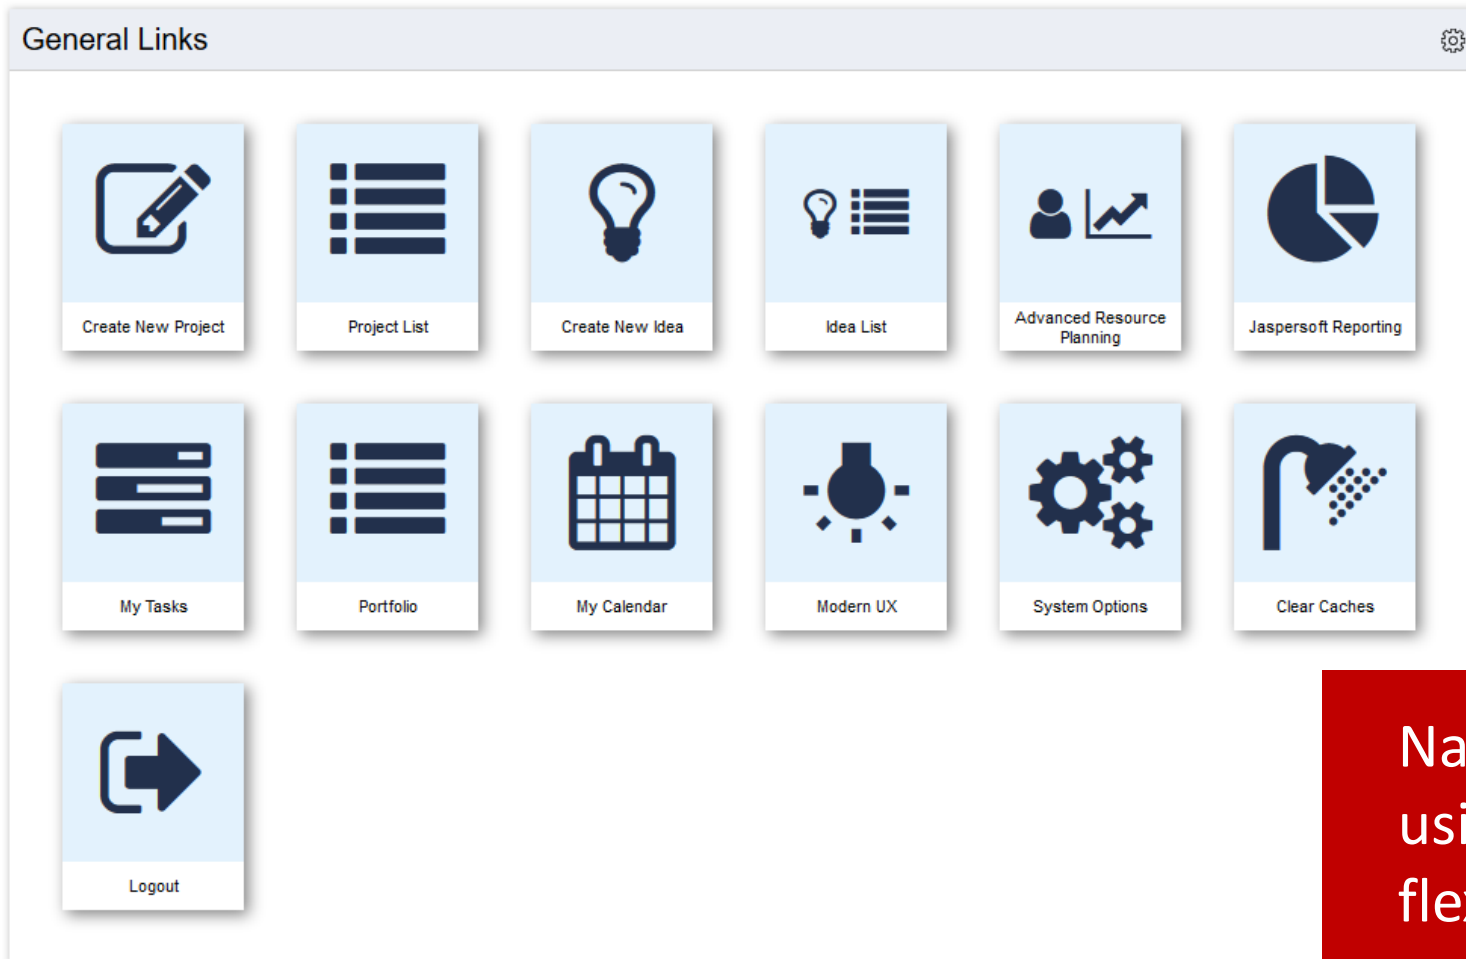 General Links
Create New Project
Project List
Create New Idea
Idea List
Advanced Resource
Planning
Jaspersoft Reporting
My Tasks
Portfolio
My Calendar
Modern UX
System Options
Clear Caches
Logout